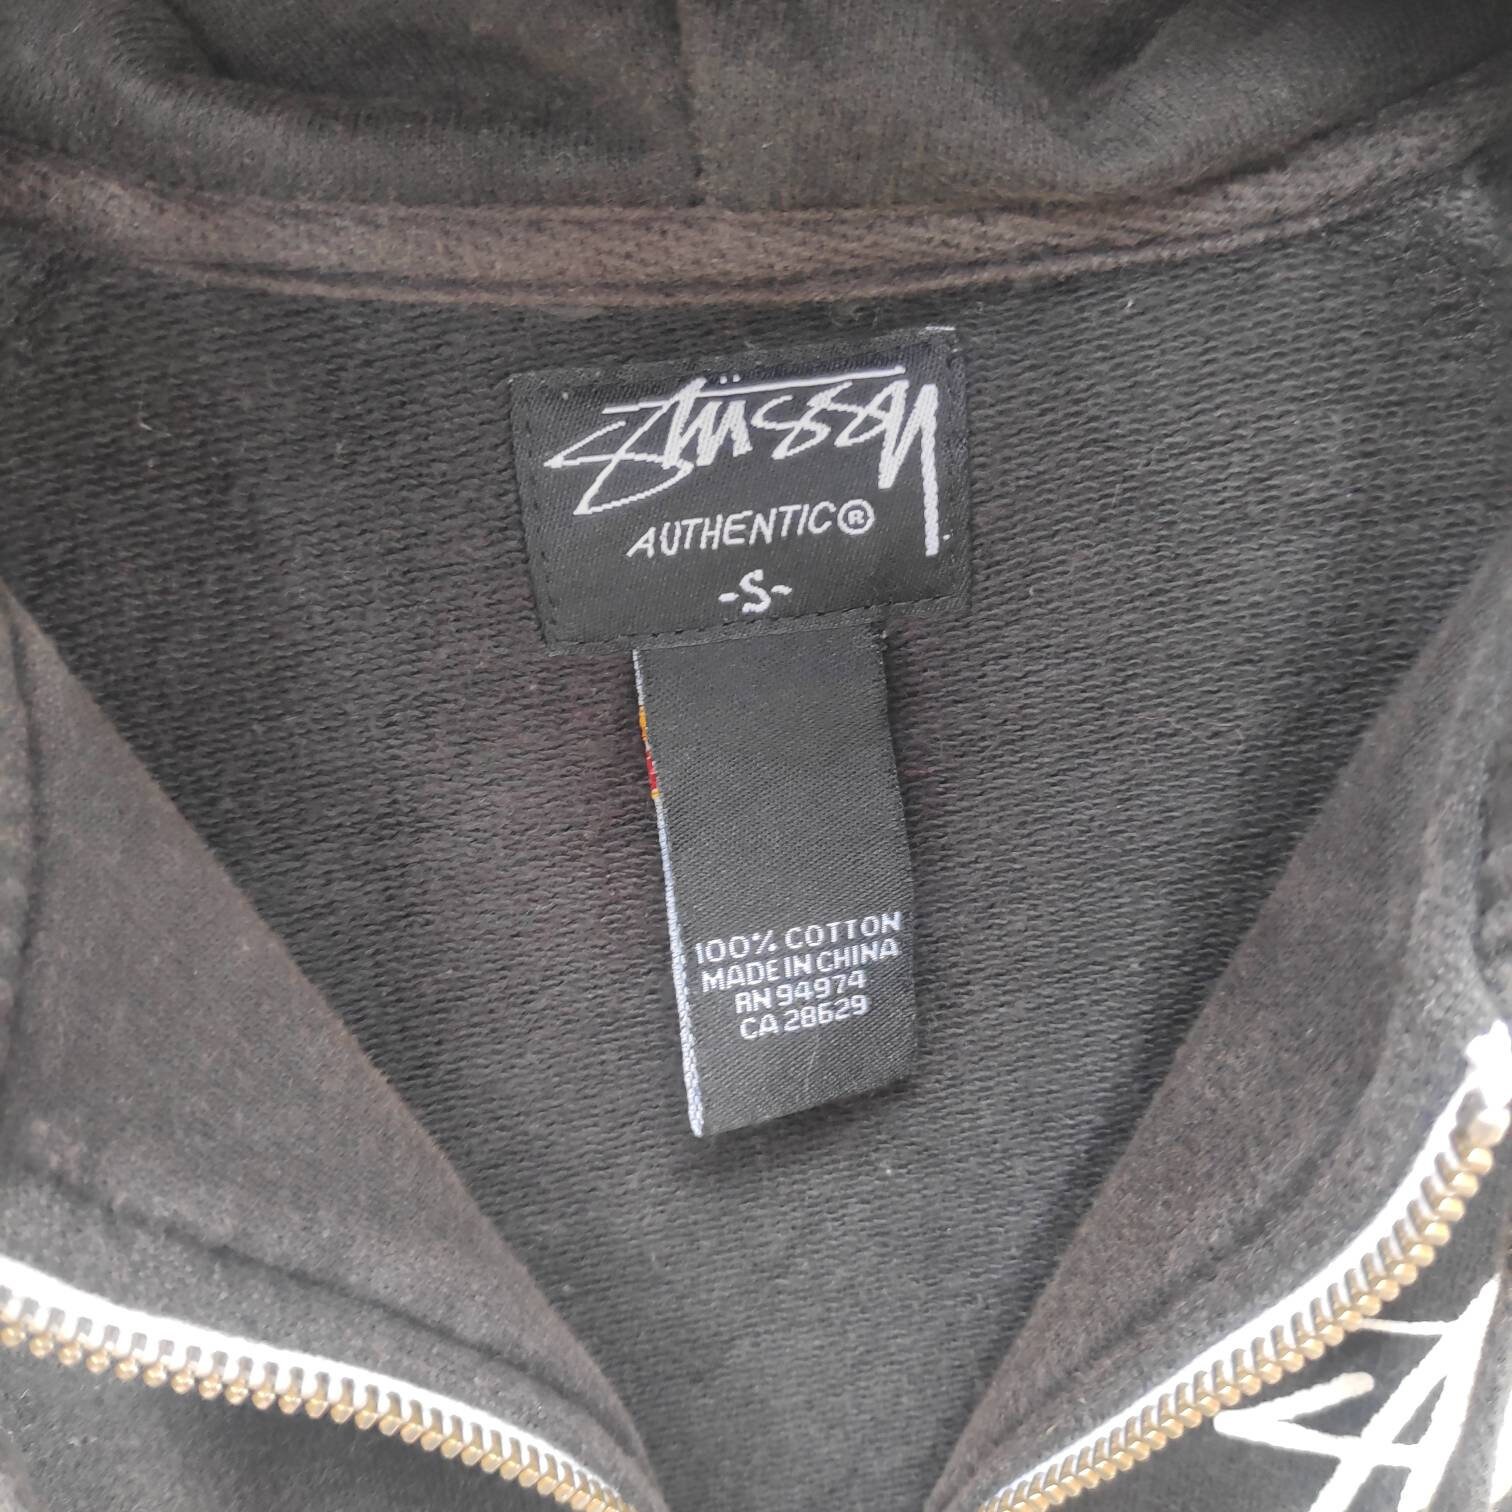 Stüssy
AUTHENTIC®
-S-
100% COTTON
MADE IN CHINA
RN 94974
CA 28629